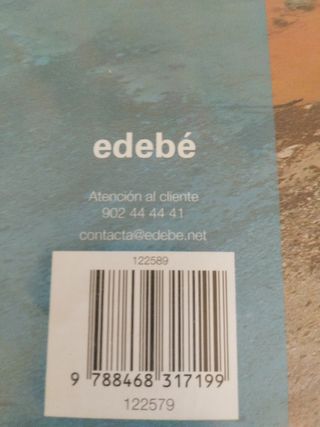 edebé
Atención al cliente
902 44 44 41
contacta@edebe.net
122589
9 788468 317199
122579